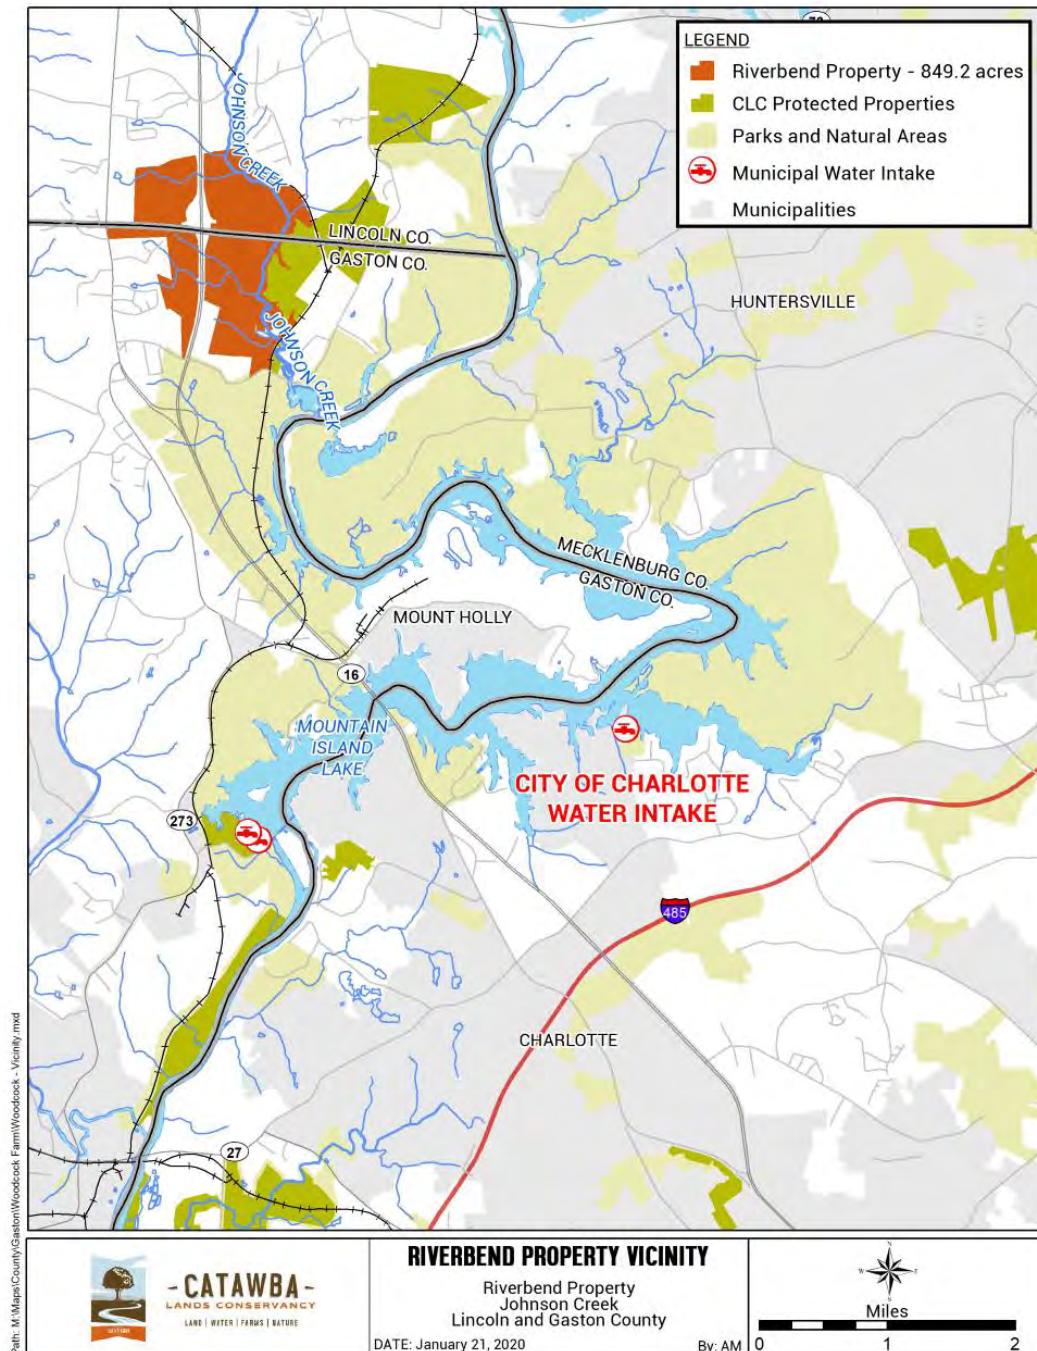 73
LEGEND
Riverbend Property - 849.2 acres
CLC Protected Properties
Parks and Natural Areas
Municipal Water Intake
Municipalities
JOHNSON CREEK
LINCOLN CO.
GASTON CO.
HUNTERSVILLE
JOHNSON CREEK
MECKLENBURG CO.
GASTON CO.
MOUNT HOLLY
16
MOUNTAIN
ISLAND
LAKE
CITY OF CHARLOTTE
WATER INTAKE
273
485
CHARLOTTE
27
Path: M:\Maps\County\Gaston\Woodcock Farm\Woodcock - Vicinity.mxd
CATAWBA
LANDS CONSERVANCY
LAND | WATER | FARMS | NATURE
RIVERBEND PROPERTY VICINITY
Riverbend Property
Johnson Creek
Lincoln and Gaston County
DATE: January 21, 2020
By: AM
N
W
E
S
Miles
0 1 2